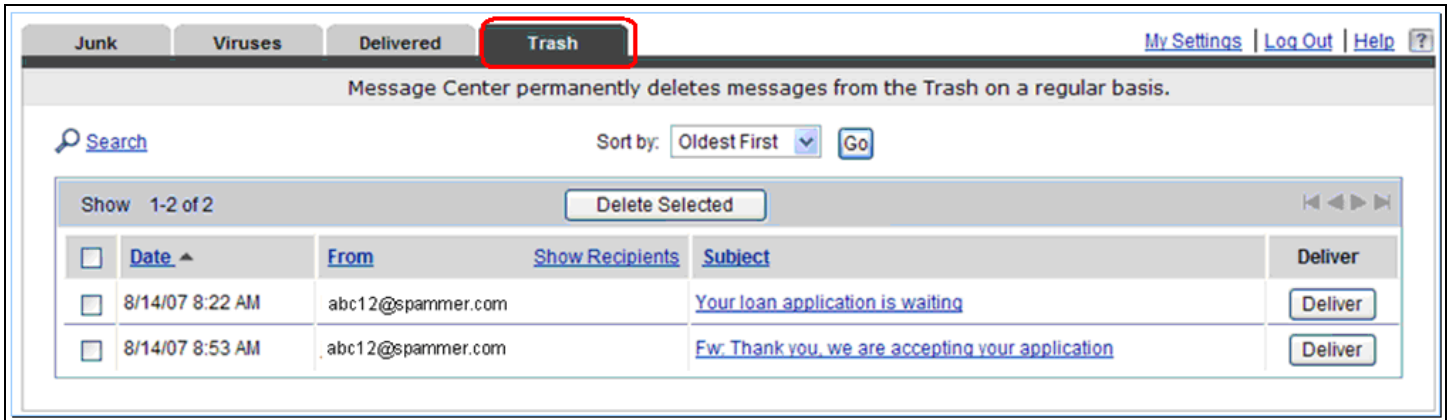 Junk Viruses Delivered Trash My Settings | Log Out | Help ?
Message Center permanently deletes messages from the Trash on a regular basis.
Search Sort by: Oldest First Go
Show 1-2 of 2 Delete Selected
Date From Show Recipients Subject Deliver
8/14/07 8:22 AM abc12@spammer.com Your loan application is waiting Deliver
8/14/07 8:53 AM abc12@spammer.com Fw: Thank you, we are accepting your application Deliver